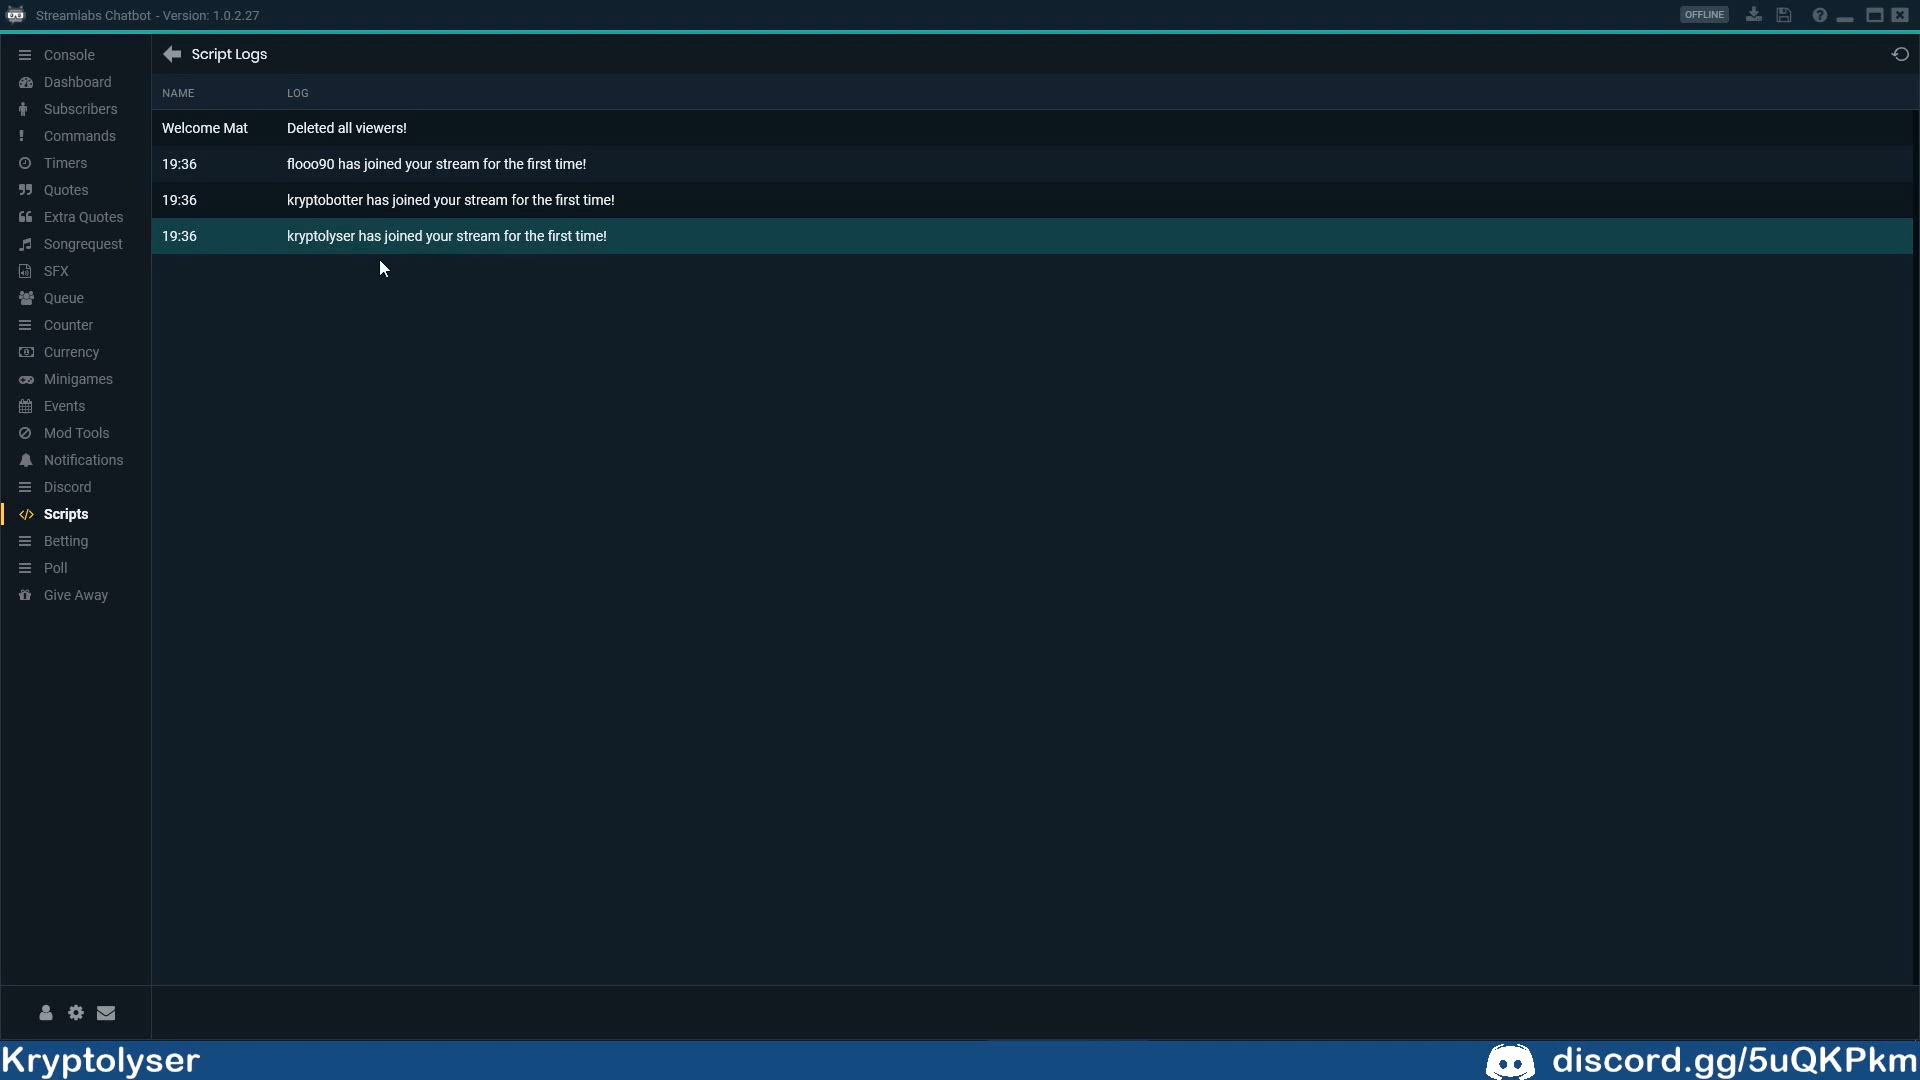 Streamlabs Chatbot - Version: 1.0.2.27
OFFLINE
Console
Dashboard
Subscribers
Commands
Timers
Quotes
Extra Quotes
Songrequest
SFX
Queue
Counter
Currency
Minigames
Events
Mod Tools
Notifications
Discord
Scripts
Betting
Poll
Give Away
Script Logs
NAME LOG
Welcome Mat Deleted all viewers!
19:36 flooo90 has joined your stream for the first time!
19:36 kryptobotter has joined your stream for the first time!
19:36 kryptolyser has joined your stream for the first time!
Kryptolyser
discord.gg/5uQKPkm